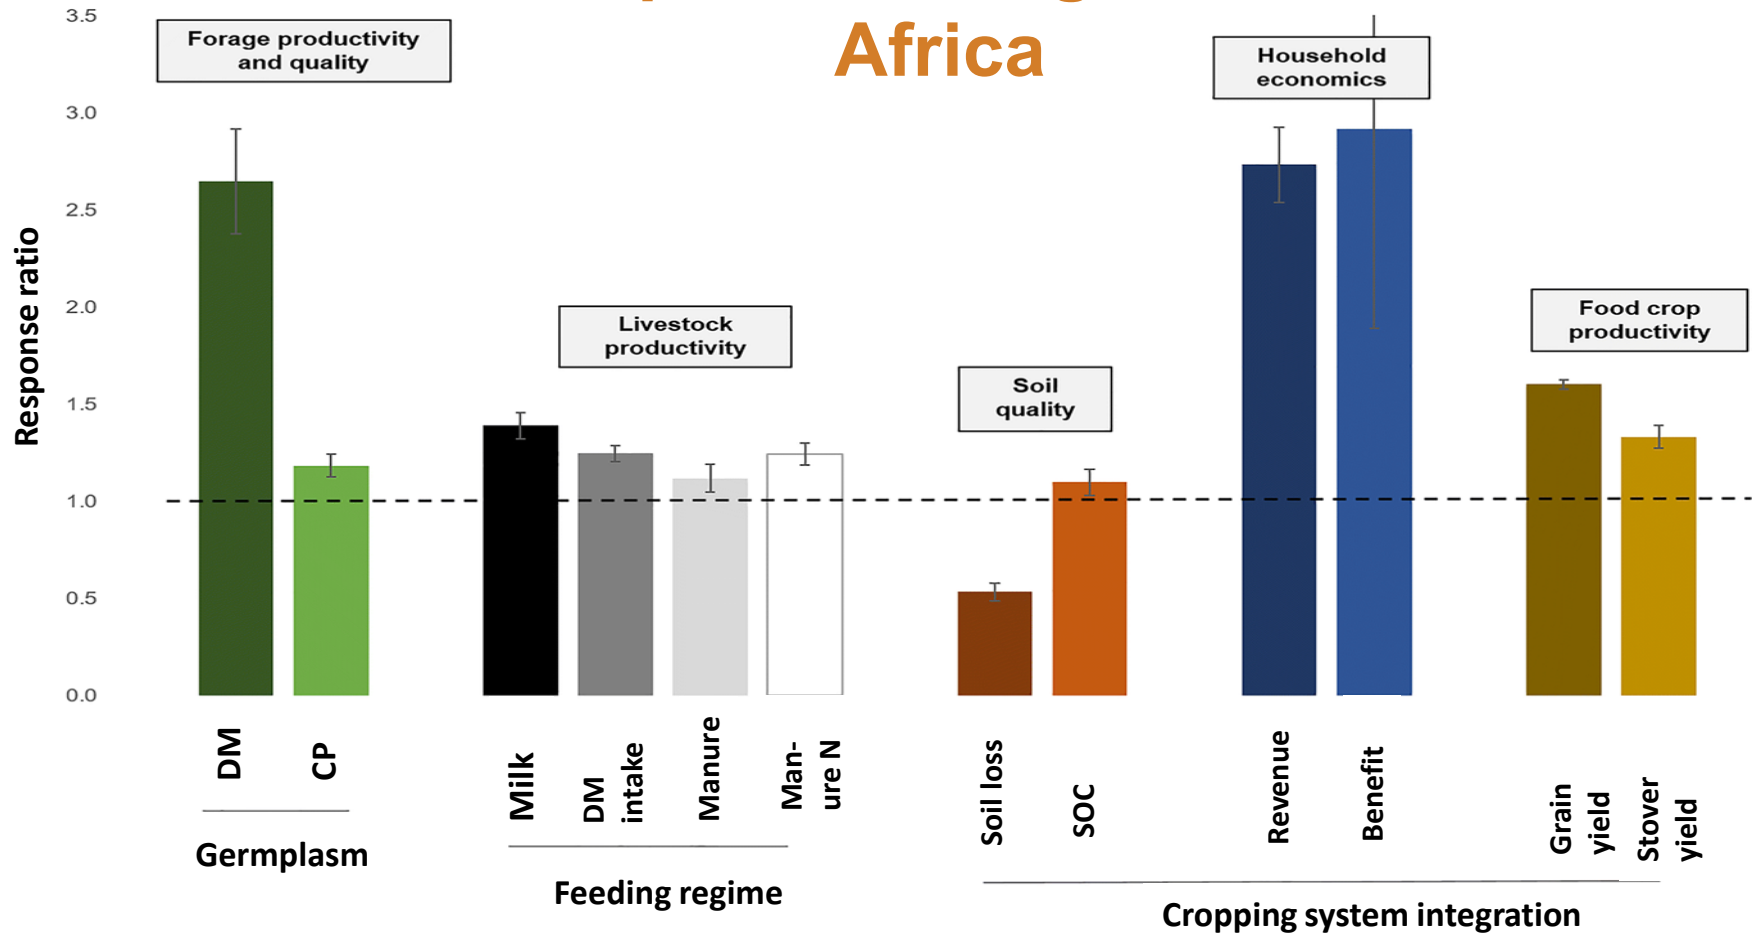 Africa
3.5
3.0
2.5
2.0
1.5
1.0
0.5
0.0
Response ratio
Forage productivity
and quality
Livestock
productivity
Soil
quality
Household
economics
Food crop
productivity
DM
CP
Milk
DM
intake
Manure
Man-
ure N
Soil loss
SOC
Revenue
Benefit
Grain
yield
Stover
yield
Germplasm
Feeding regime
Cropping system integration